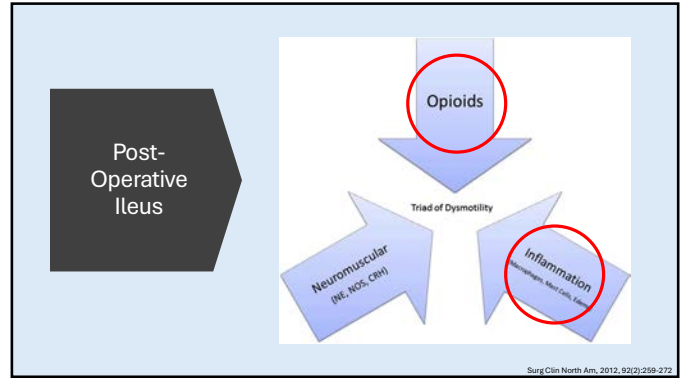 Post-
Operative
Ileus
Opioids
Triad of Dysmotility
Neuromuscular
(NE, NOS, CRH)
Inflammation
(Macrophages, Mast Cells, Edema)
Surg Clin North Am, 2012, 92(2):259-272